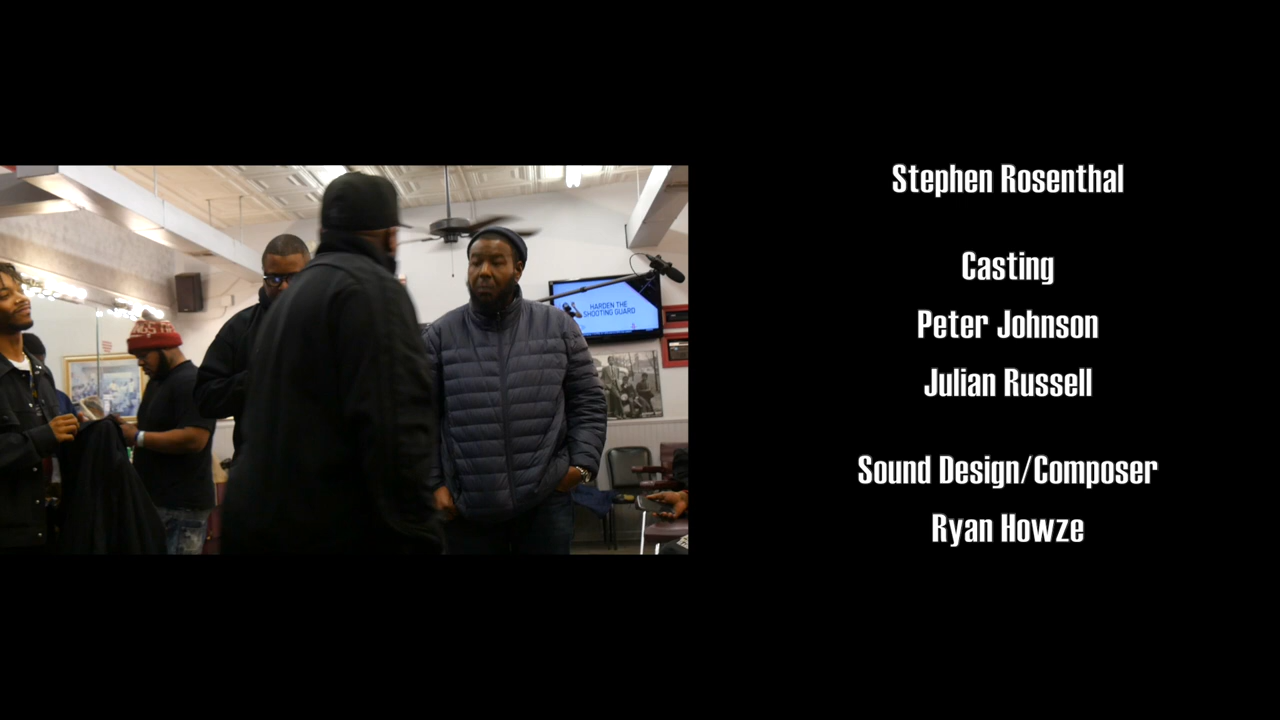 HARDEN THE
SHOOTING GUARD
Stephen Rosenthal
Casting
Peter Johnson
Julian Russell
Sound Design/Composer
Ryan Howze